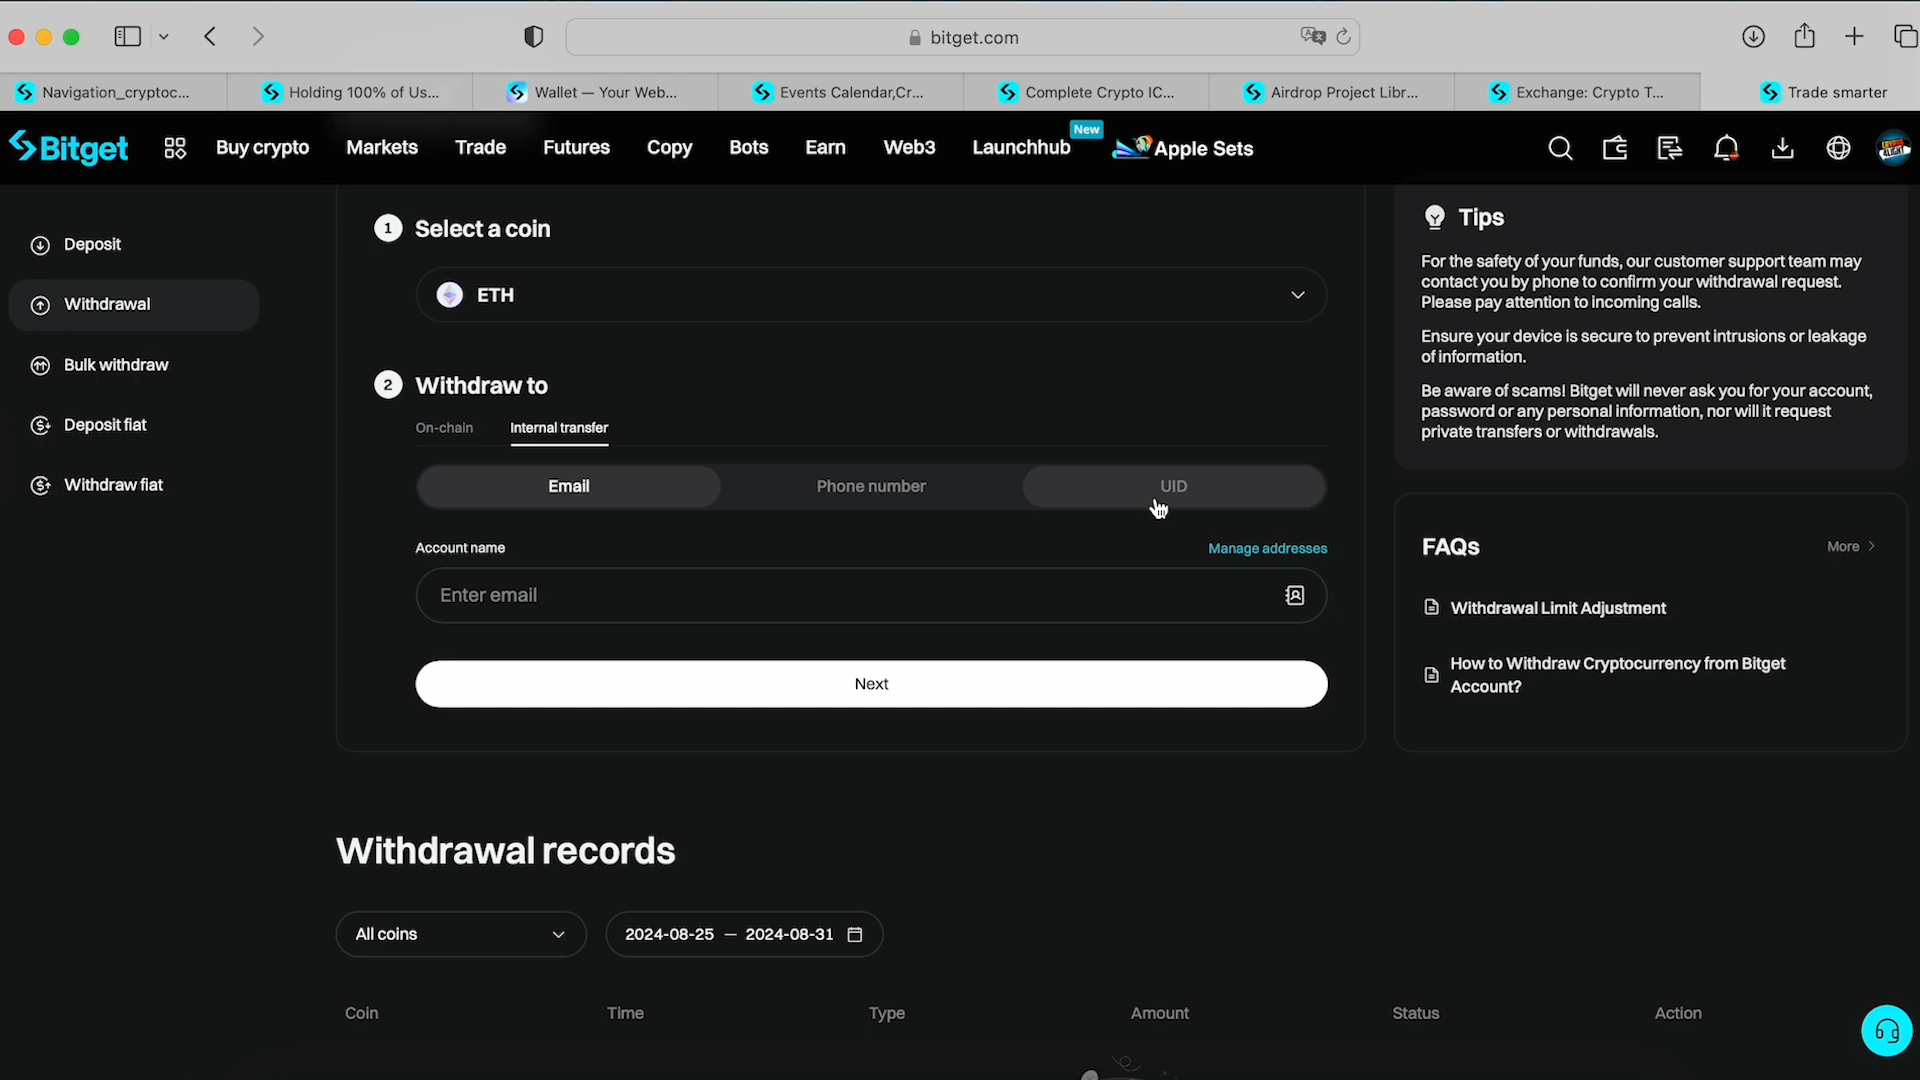 bitget.com
Navigation_cryptoc...
Holding 100% of Us...
Wallet — Your Web...
Events Calendar,Cr...
Complete Crypto IC...
Airdrop Project Libr...
Exchange: Crypto T...
Trade smarter
Bitget
Buy crypto
Markets
Trade
Futures
Copy
Bots
Earn
Web3
Launchhub
New
Apple Sets
Deposit
Withdrawal
Bulk withdraw
Deposit fiat
Withdraw fiat
1 Select a coin
ETH
2 Withdraw to
On-chain
Internal transfer
Email
Phone number
UID
Account name
Manage addresses
Enter email
Next
Tips
For the safety of your funds, our customer support team may
contact you by phone to confirm your withdrawal request.
Please pay attention to incoming calls.
Ensure your device is secure to prevent intrusions or leakage
of information.
Be aware of scams! Bitget will never ask you for your account,
password or any personal information, nor will it request
private transfers or withdrawals.
FAQs
More
Withdrawal Limit Adjustment
How to Withdraw Cryptocurrency from Bitget
Account?
Withdrawal records
All coins
2024-08-25 — 2024-08-31
Coin
Time
Type
Amount
Status
Action